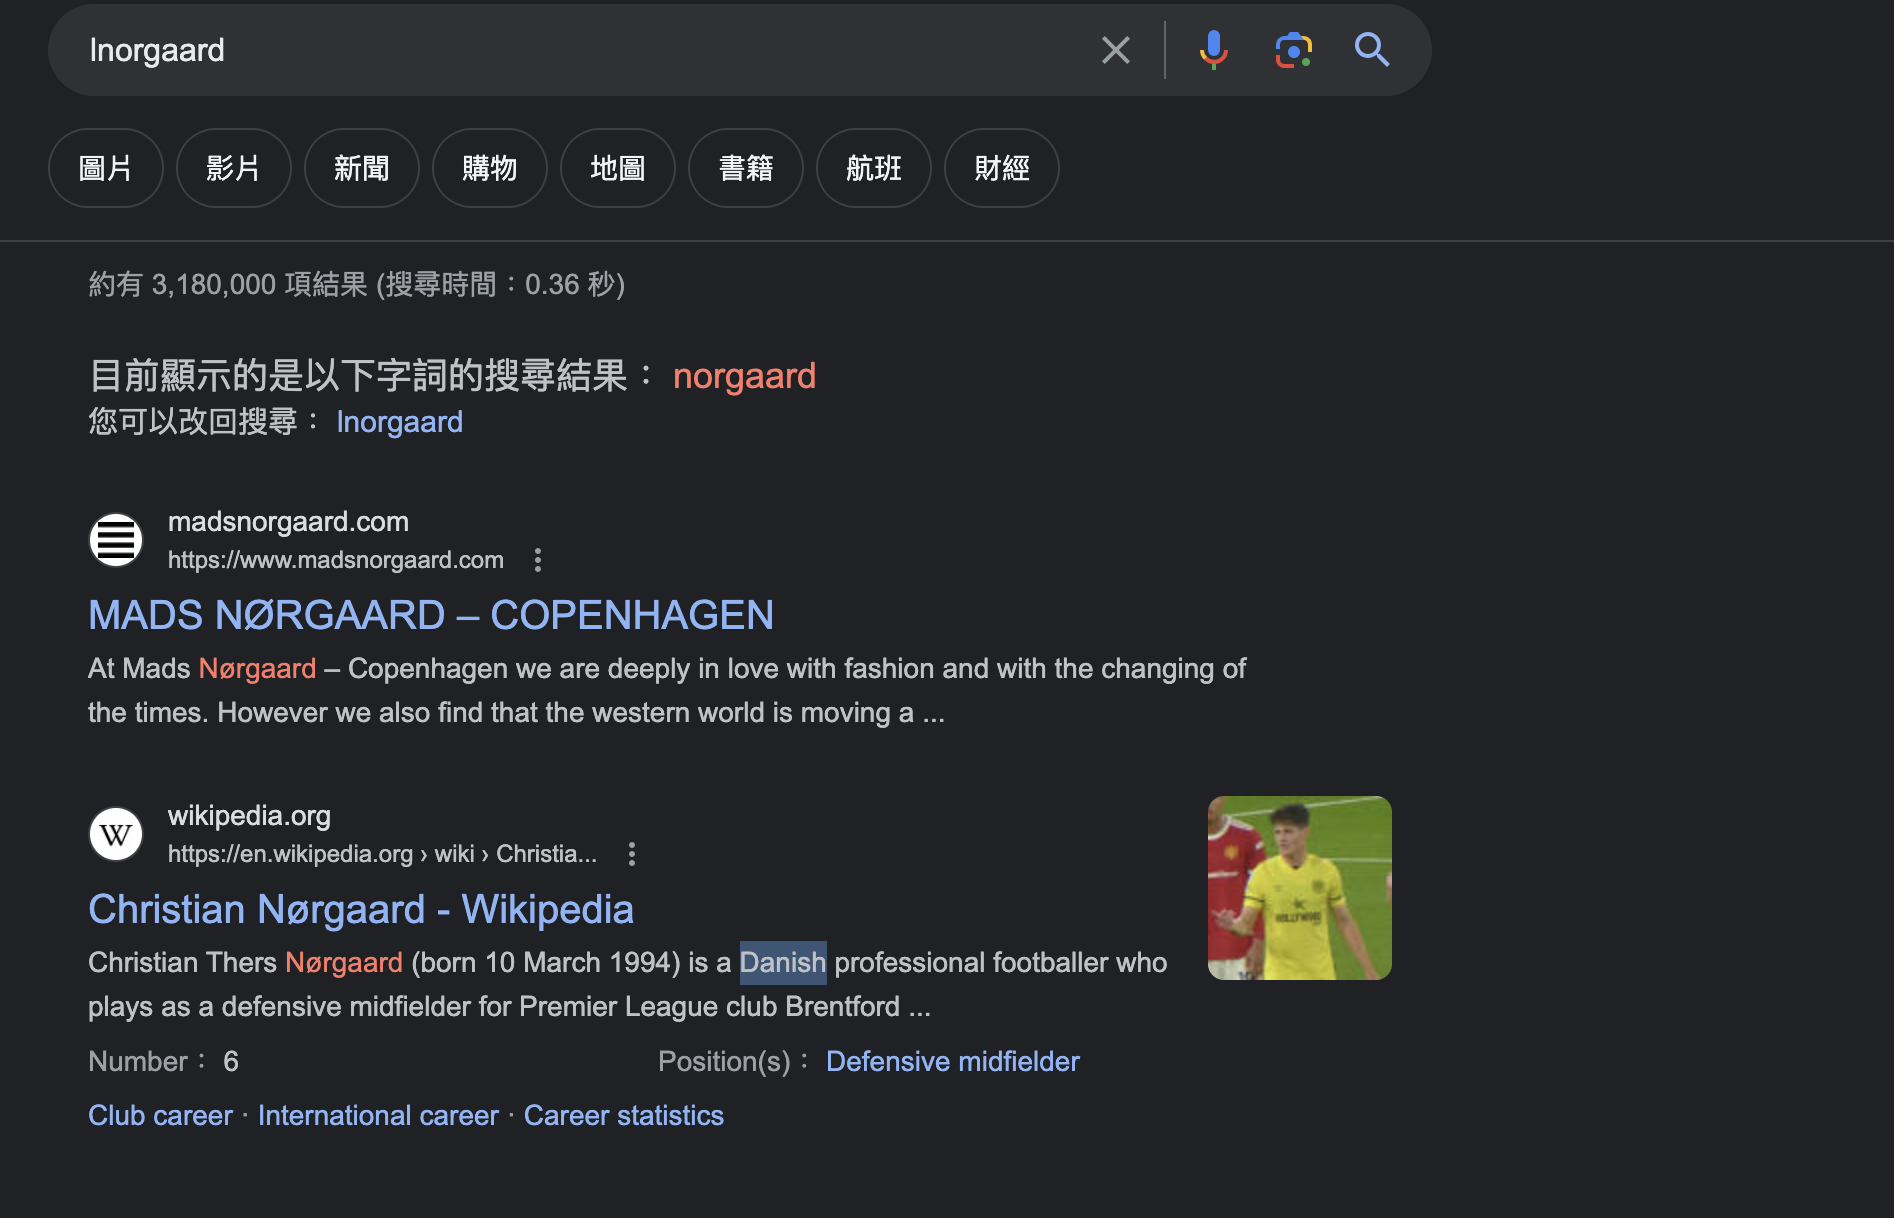 lnorgaard
圖片 影片 新聞 購物 地圖 書籍 航班 財經
約有 3,180,000 項結果 (搜尋時間：0.36 秒)
目前顯示的是以下字詞的搜尋結果： norgaard
您可以改回搜尋： lnorgaard
madsnorgaard.com
https://www.madsnorgaard.com
MADS NØRGAARD – COPENHAGEN
At Mads Nørgaard – Copenhagen we are deeply in love with fashion and with the changing of
the times. However we also find that the western world is moving a ...
W
wikipedia.org
https://en.wikipedia.org › wiki › Christia...
Christian Nørgaard - Wikipedia
Christian Thers Nørgaard (born 10 March 1994) is a Danish professional footballer who
plays as a defensive midfielder for Premier League club Brentford ...
HOLLYWOOD
Number： 6 Position(s)： Defensive midfielder
Club career · International career · Career statistics